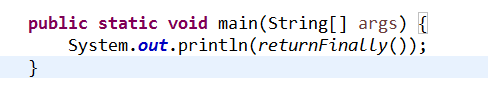 public static void main(String[] args) {
    System.out.println(returnFinally());
}